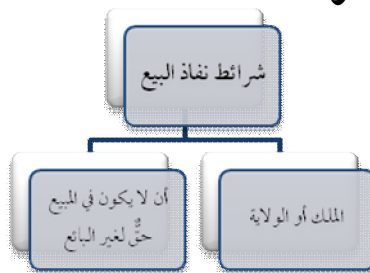 شرائط نفاذ البيع
الملك أو الولاية
أن لا يكون في المبيع
حقٌّ لغير البائع